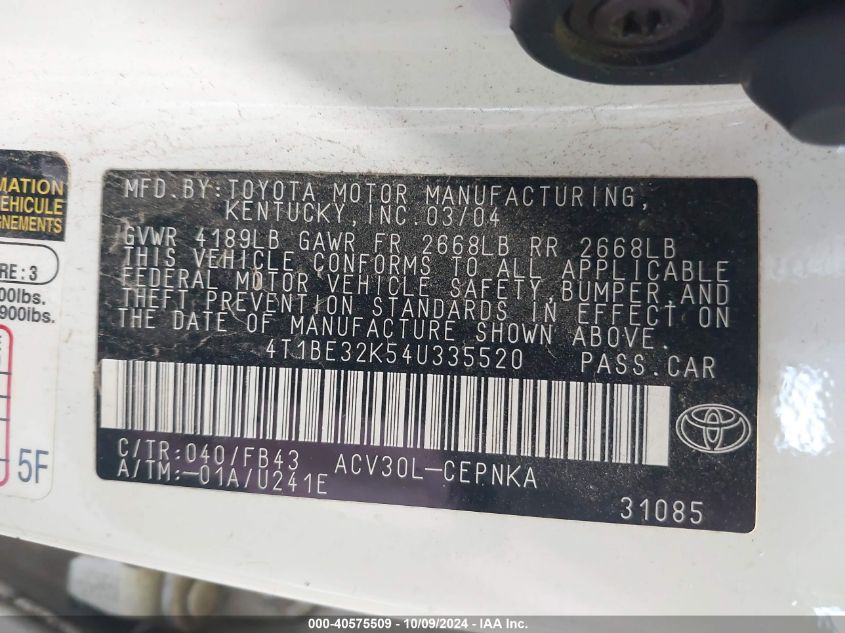 MATION
VEHICULE
GNEMENTS
RE : 3
00lbs.
900lbs.
5F
MFD. BY: TOYOTA MOTOR MANUFACTURING,
KENTUCKY, INC. 03/04
GVWR 4189LB GAWR FR 2668LB RR 2668LB
THIS VEHICLE CONFORMS TO ALL APPLICABLE
FEDERAL MOTOR VEHICLE SAFETY, BUMPER, AND
THEFT PREVENTION STANDARDS IN EFFECT ON
THE DATE OF MANUFACTURE SHOWN ABOVE.
4T1BE32K54U335520 PASS.CAR
C/TR: 040/FB43 ACV30L-CEPNKA
A/TM: -01A/U241E
31085
000-40575509 - 10/09/2024 - IAA Inc.